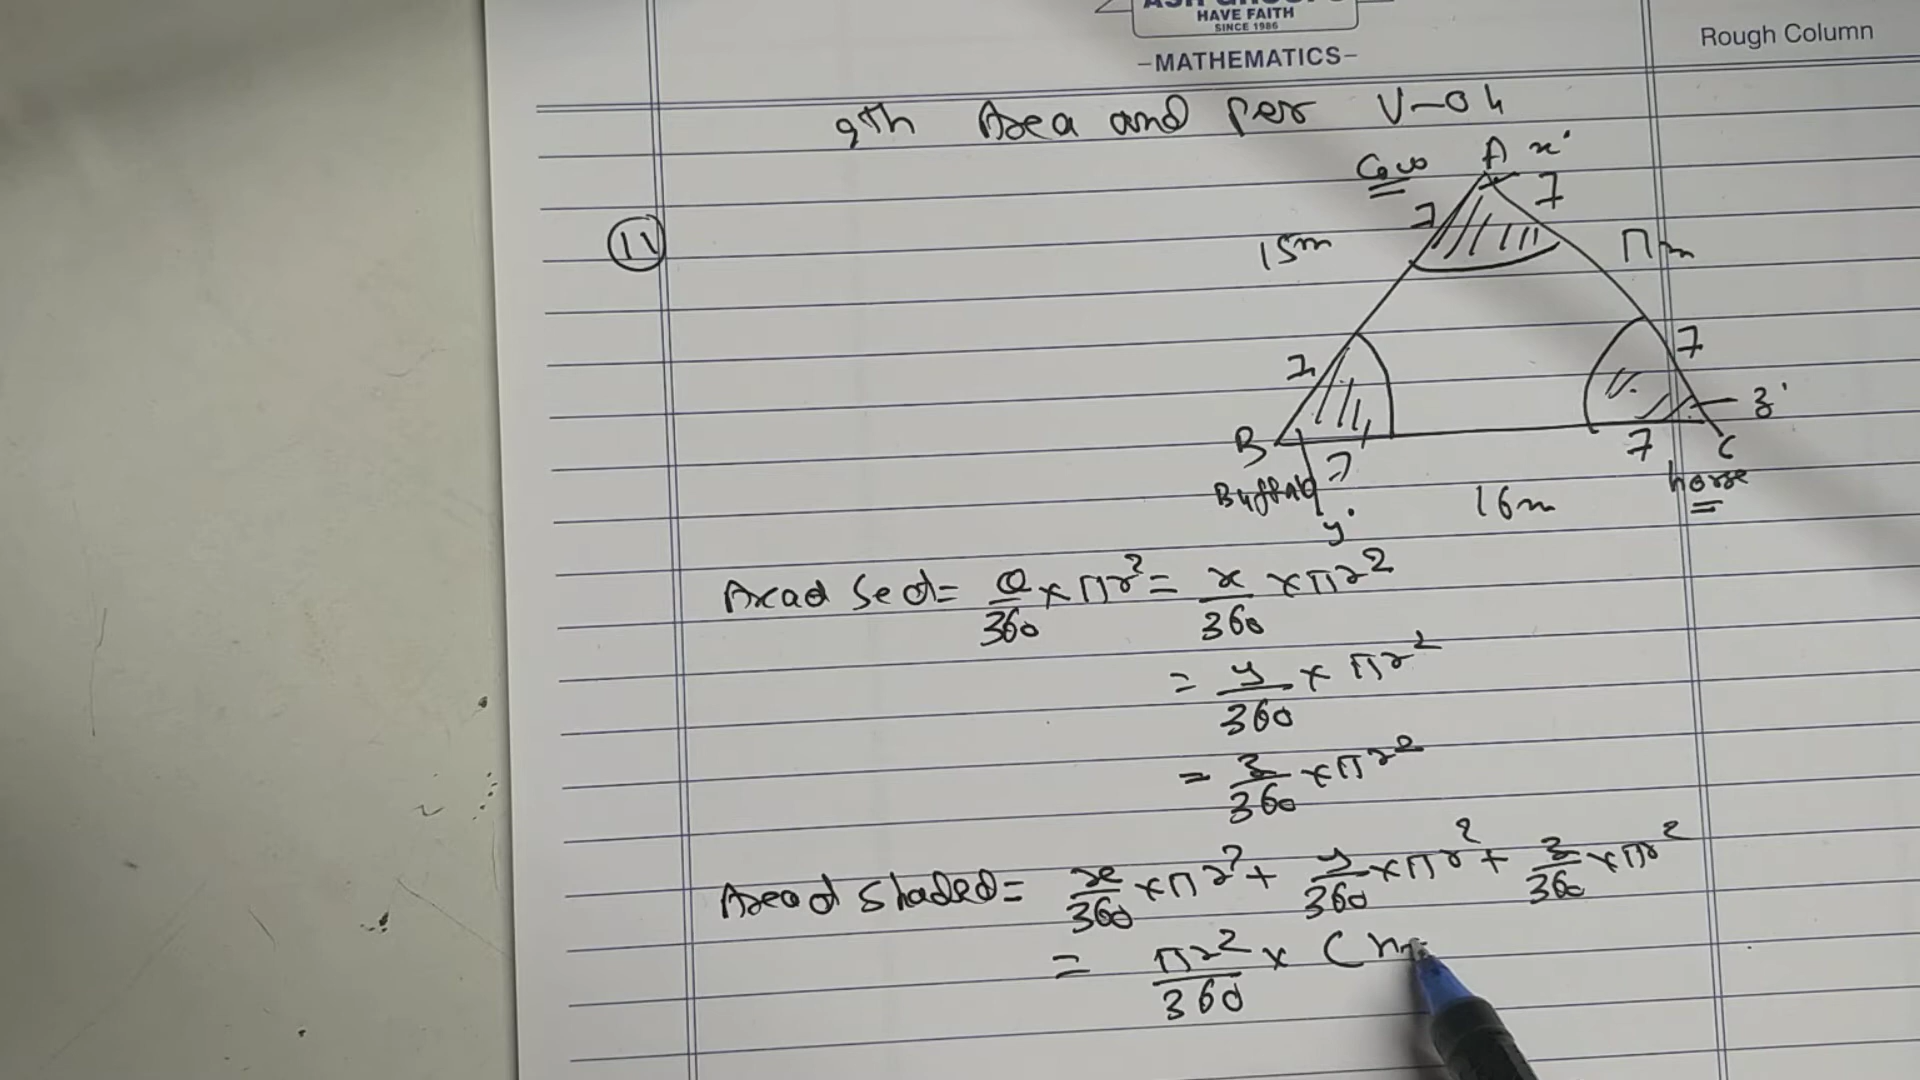 HAVE FAITH
SINCE 1986
-MATHEMATICS-
Rough Column
9th Area and per V-04
11
Cow A x°
7 7
15m 17m
7 7
B z°
Buffalo 7 7 C
y° 16m horse
Area of Sect = θ/360 × πr² = x/360 × πr²
= y/360 × πr²
= z/360 × πr²
Area of shaded = x/360 × πr² + y/360 × πr² + z/360 × πr²
= πr²/360 × (x+